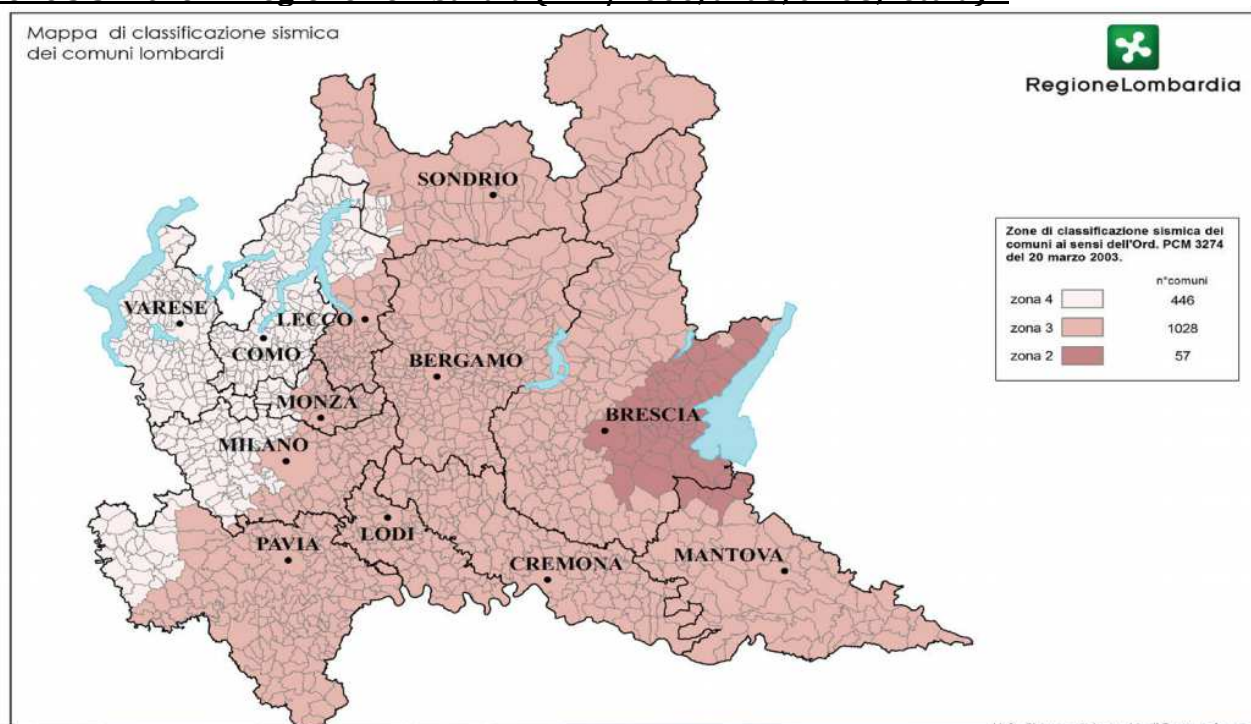 Mappa di classificazione sismica
dei comuni lombardi
RegioneLombardia
SONDRIO
VARESE
LECCO
COMO
BERGAMO
MONZA
BRESCIA
MILANO
LODI
PAVIA
CREMONA
MANTOVA
Zone di classificazione sismica dei
comuni ai sensi dell'Ord. PCM 3274
del 20 marzo 2003.
n°comuni
zona 4 446
zona 3 1028
zona 2 57